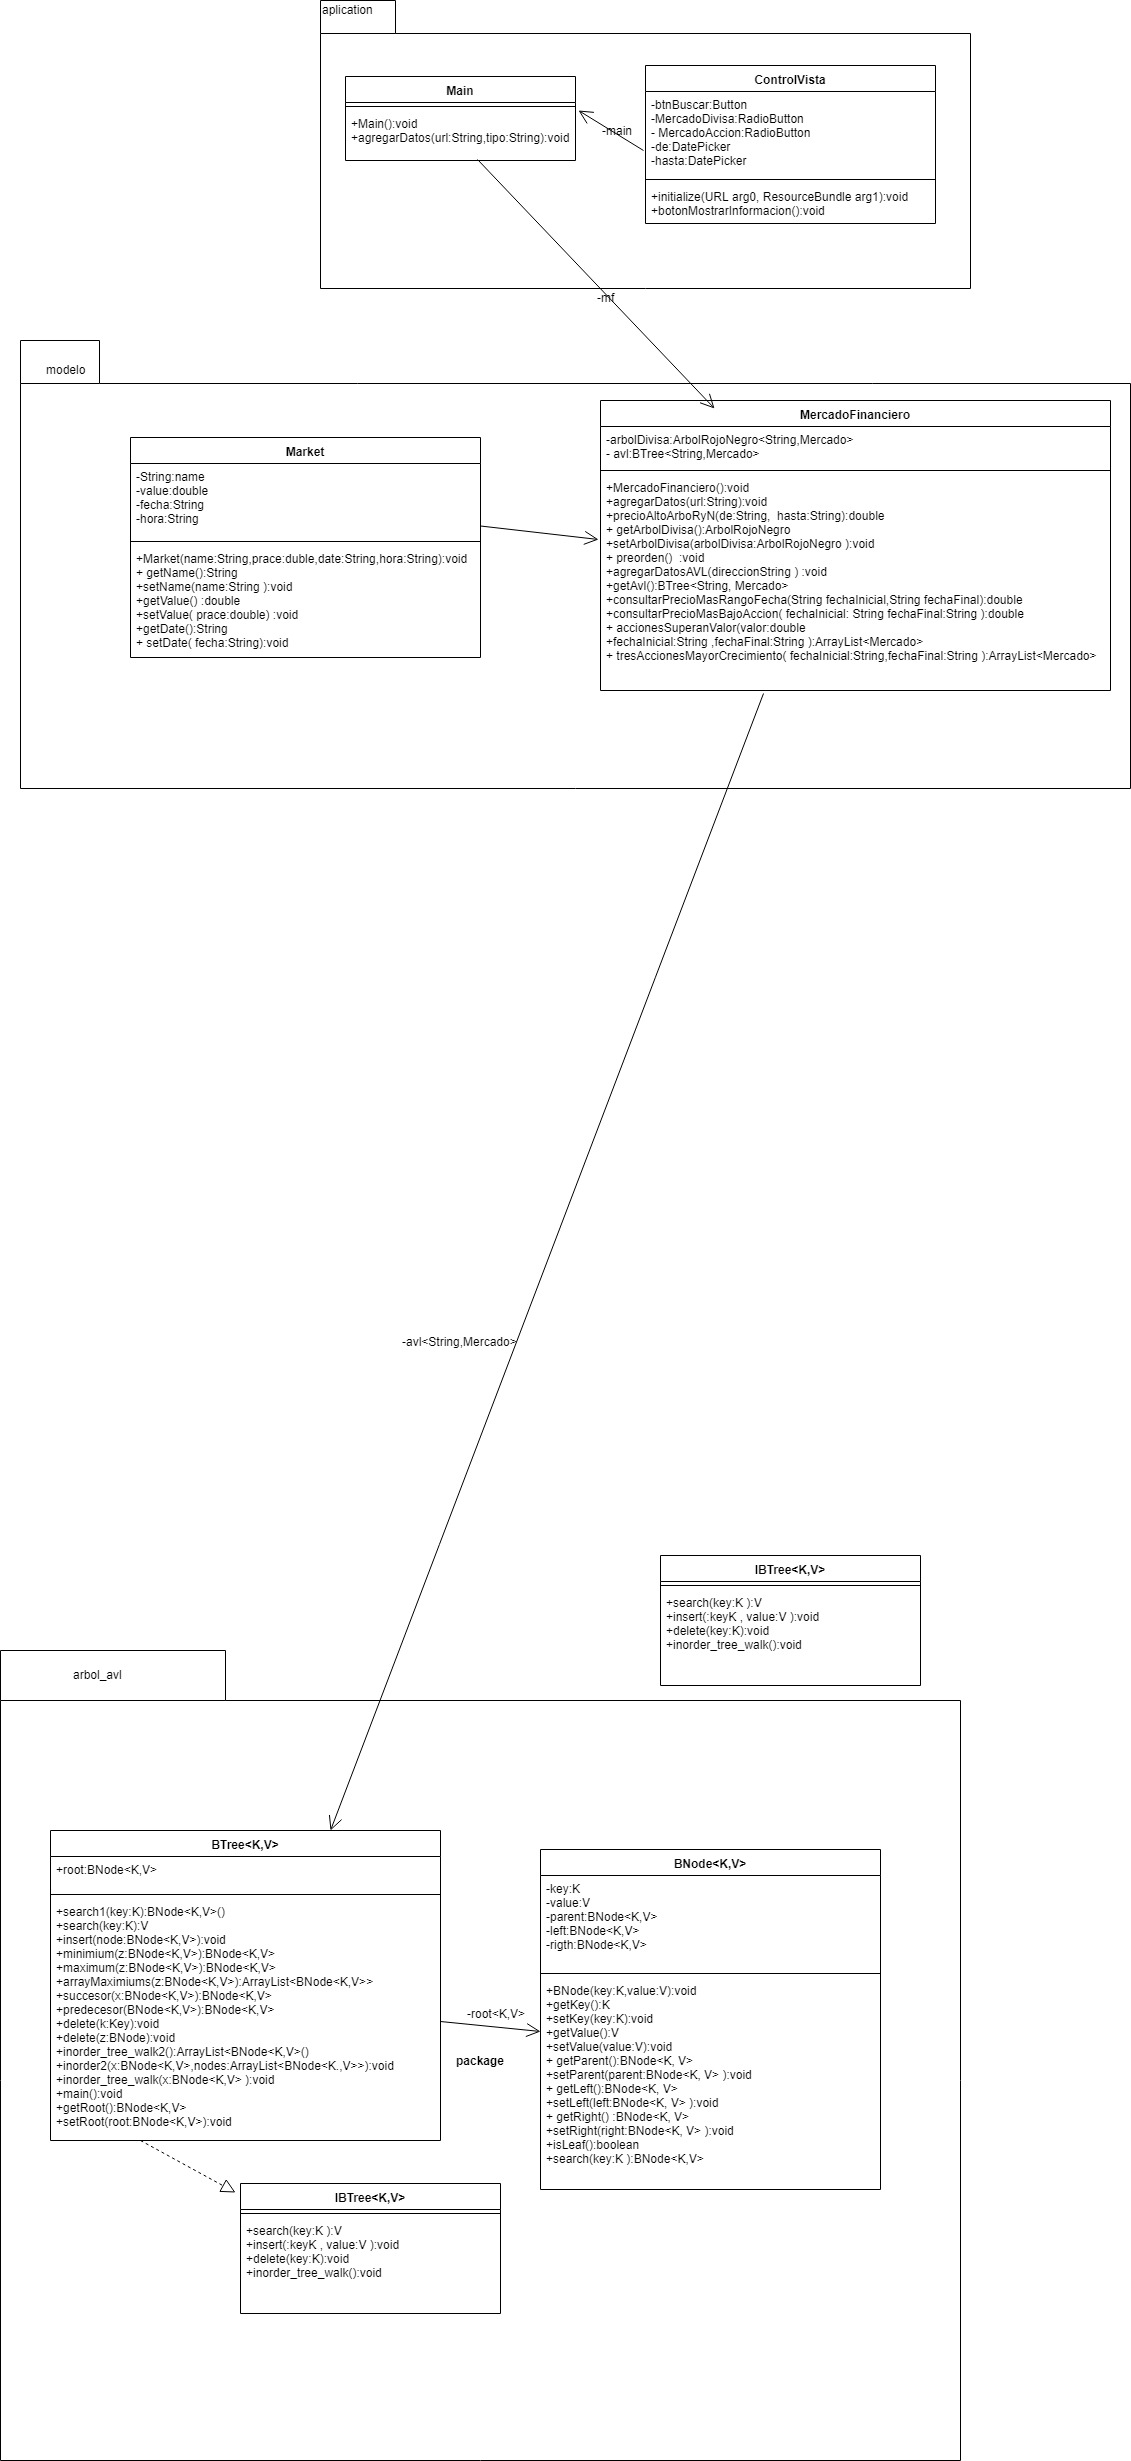 aplication
Main
+Main():void
+agregarDatos(url:String,tipo:String):void
-main
ControlVista
-btnBuscar:Button
-MercadoDivisa:RadioButton
- MercadoAccion:RadioButton
-de:DatePicker
-hasta:DatePicker
+initialize(URL arg0, ResourceBundle arg1):void
+botonMostrarInformacion():void
-mf
modelo
Market
-String:name
-value:double
-fecha:String
-hora:String
+Market(name:String,prace:duble,date:String,hora:String):void
+ getName():String
+setName(name:String ):void
+getValue() :double
+setValue( prace:double) :void
+getDate():String
+ setDate( fecha:String):void
MercadoFinanciero
-arbolDivisa:ArbolRojoNegro<String,Mercado>
- avl:BTree<String,Mercado>
+MercadoFinanciero():void
+agregarDatos(url:String):void
+precioAltoArboRyN(de:String,  hasta:String):double
+ getArbolDivisa():ArbolRojoNegro
+setArbolDivisa(arbolDivisa:ArbolRojoNegro ):void
+ preorden()  :void
+agregarDatosAVL(direccionString ) :void
+getAvl():BTree<String, Mercado>
+consultarPrecioMasRangoFecha(String fechaInicial,String fechaFinal):double
+consultarPrecioMasBajoAccion( fechaInicial: String fechaFinal:String ):double
+ accionesSuperanValor(valor:double
+fechaInicial:String ,fechaFinal:String ):ArrayList<Mercado>
+ tresAccionesMayorCrecimiento( fechaInicial:String,fechaFinal:String ):ArrayList<Mercado>
-avl<String,Mercado>
IBTree<K,V>
+search(key:K ):V
+insert(:keyK , value:V ):void
+delete(key:K):void
+inorder_tree_walk():void
arbol_avl
BTree<K,V>
+root:BNode<K,V>
+search1(key:K):BNode<K,V>()
+search(key:K):V
+insert(node:BNode<K,V>):void
+minimium(z:BNode<K,V>):BNode<K,V>
+maximum(z:BNode<K,V>):BNode<K,V>
+arrayMaximiums(z:BNode<K,V>):ArrayList<BNode<K,V>>
+succesor(x:BNode<K,V>):BNode<K,V>
+predecesor(BNode<K,V>):BNode<K,V>
+delete(k:Key):void
+delete(z:BNode):void
+inorder_tree_walk2():ArrayList<BNode<K,V>()
+inorder2(x:BNode<K,V>,nodes:ArrayList<BNode<K.,V>>):void
+inorder_tree_walk(x:BNode<K,V> ):void
+main():void
+getRoot():BNode<K,V>
+setRoot(root:BNode<K,V>):void
-root<K,V>
package
BNode<K,V>
-key:K
-value:V
-parent:BNode<K,V>
-left:BNode<K,V>
-rigth:BNode<K,V>
+BNode(key:K,value:V):void
+getKey():K
+setKey(key:K):void
+getValue():V
+setValue(value:V):void
+ getParent():BNode<K, V>
+setParent(parent:BNode<K, V> ):void
+ getLeft():BNode<K, V>
+setLeft(left:BNode<K, V> ):void
+ getRight() :BNode<K, V>
+setRight(right:BNode<K, V> ):void
+isLeaf():boolean
+search(key:K ):BNode<K,V>
IBTree<K,V>
+search(key:K ):V
+insert(:keyK , value:V ):void
+delete(key:K):void
+inorder_tree_walk():void